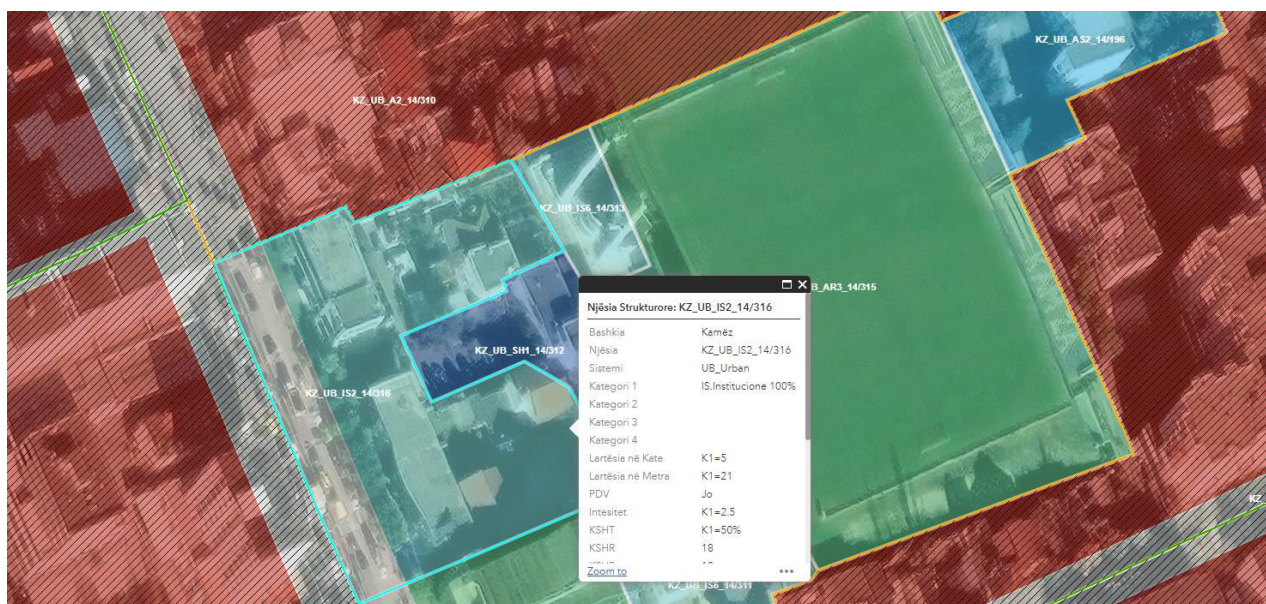 KZ_UB_AS2_14/196
KZ_UB_A2_14/310
KZ_UB_IS6_14/313
B_AR3_14/315
KZ_UB_SH1_14/312
KZ_UB_IS2_14/316
Njësia Strukturore: KZ_UB_IS2_14/316
Bashkia Kamëz
Njësia KZ_UB_IS2_14/316
Sistemi UB_Urban
Kategori 1 IS.Institucione 100%
Kategori 2
Kategori 3
Kategori 4
Lartësia në Kate K1=5
Lartësia në Metra K1=21
PDV Jo
Intesitet K1=2.5
KSHT K1=50%
KSHR 18
Zoom to
KZ_UB_IS6_14/311
KZ_